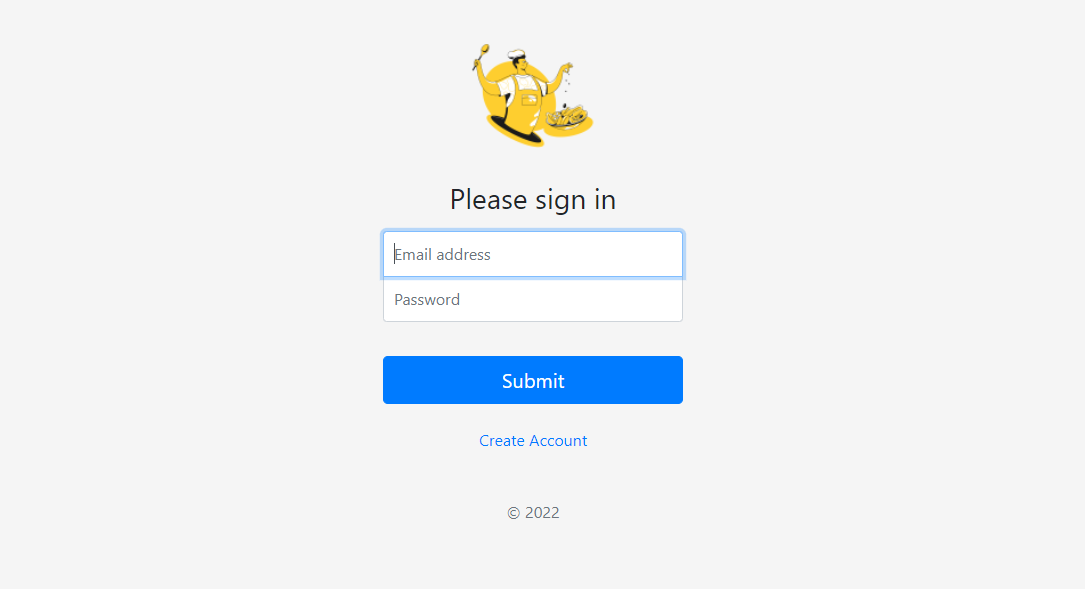 Please sign in
Email address
Password
Submit
Create Account
© 2022